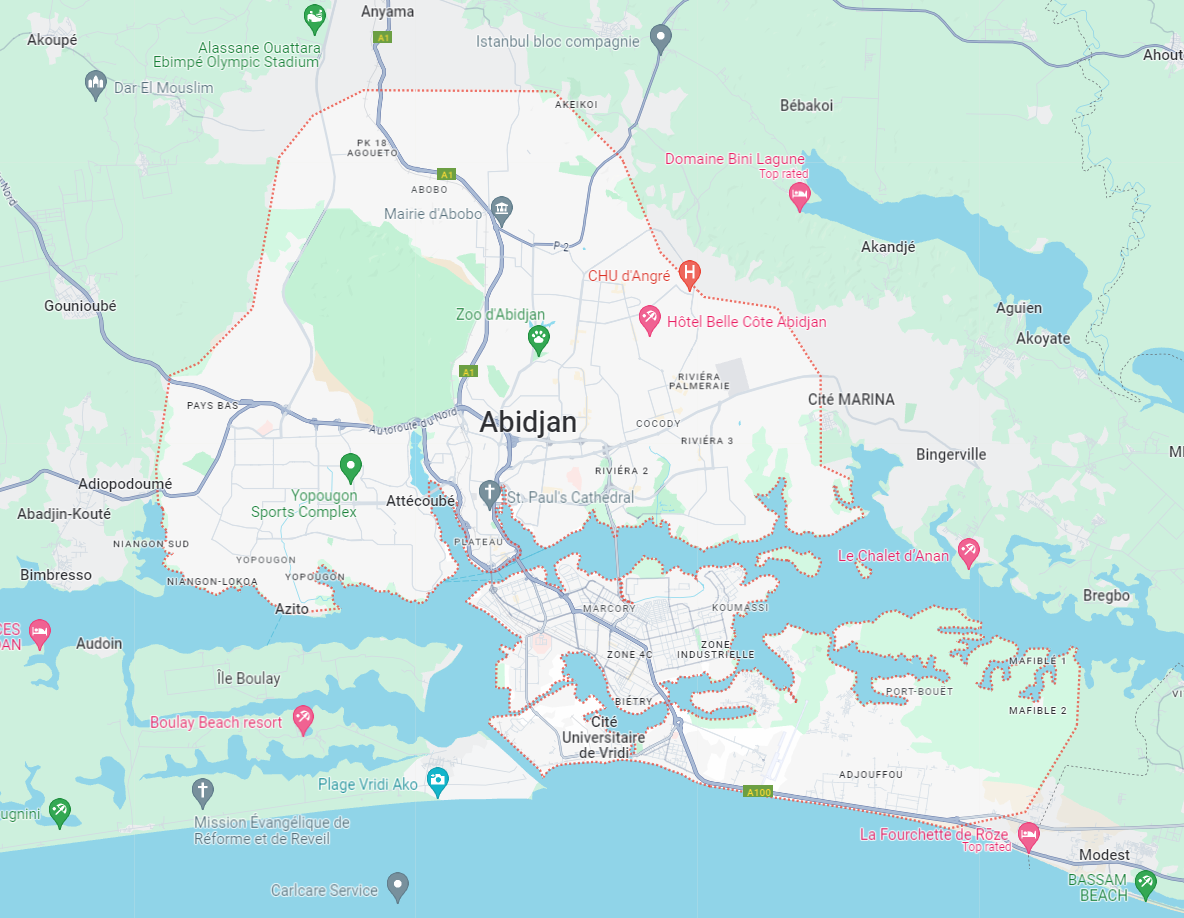 Anyama
Akoupé
A1
Alassane Ouattara
Ebimpé Olympic Stadium
Istanbul bloc compagnie
Ahout
Dar El Mouslim
AKEIKOI
Bébakoi
PK 18
AGOUETO
Domaine Bini Lagune
Top rated
A1
ABOBO
Mairie d'Abobo
Akandjé
CHU d'Angré
Gounioubé
Zoo d'Abidjan
Hôtel Belle Côte Abidjan
Aguien
Akoyate
A1
RIVIÉRA
PALMERAIE
PAYS BAS
Autoroute du Nord
Abidjan
COCODY
Cité MARINA
RIVIÉRA 3
Bingerville
RIVIÉRA 2
Adiopodoumé
Yopougon
Sports Complex
Attécoubé
St. Paul's Cathedral
Abadjin-Kouté
NIANGON SUD
PLATEAU
YOPOUGON
Le Chalet d'Anan
Bimbresso
NIANGON-LOKOA
YOPOUGON
Azito
MARCORY
KOUMASSI
Bregbo
Audoin
ZONE 4C
ZONE
INDUSTRIELLE
MAFIBLÉ 1
Île Boulay
PORT-BOUËT
BIÉTRY
MAFIBLE 2
Boulay Beach resort
Cité
Universitaire
de Vridi
Plage Vridi Ako
ADJOUFFOU
A100
ugnini
Mission Évangélique de
Réforme et de Reveil
La Fourchette de Rôze
Top rated
Modest
Carlcare Service
BASSAM
BEACH